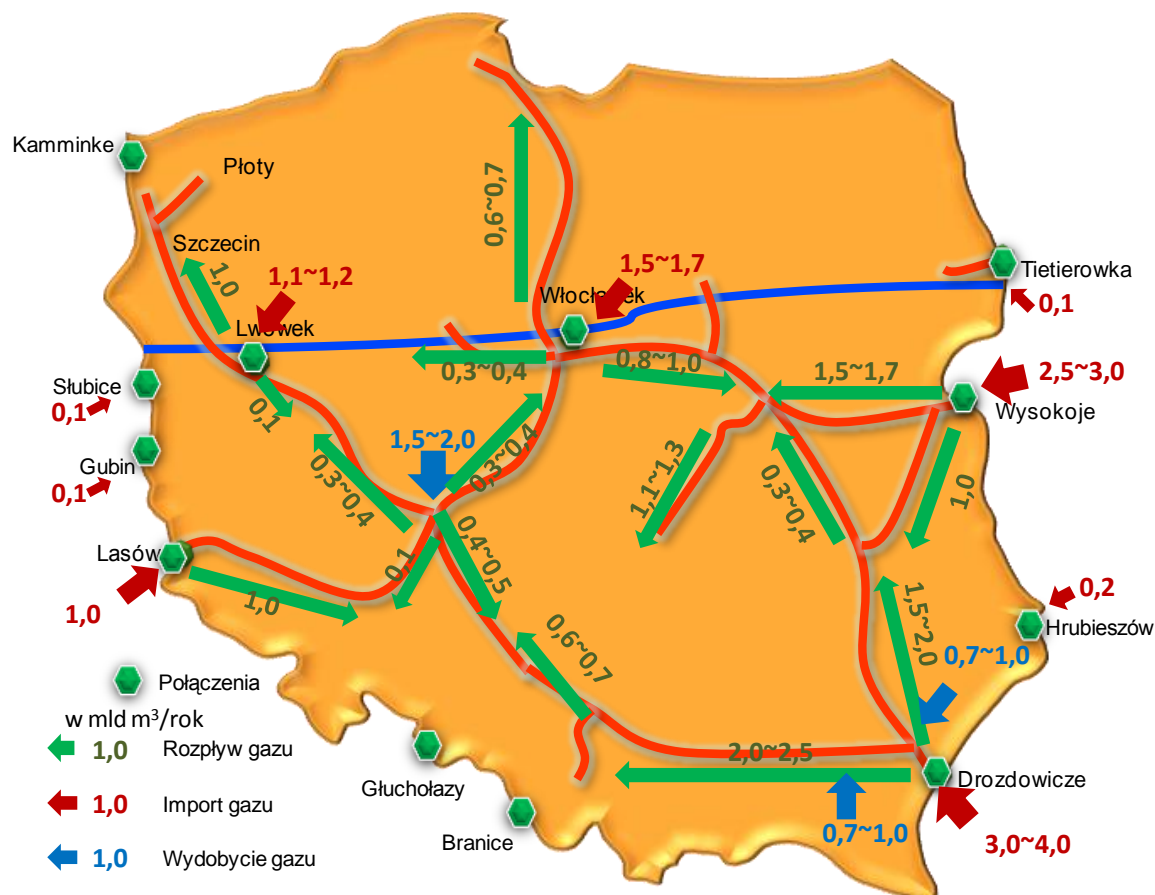 Kamminke
Płoty
0,6~0,7
Szczecin
1,0
1,1~1,2
1,5~1,7
Włocławek
Tietierowka
0,1
Lwówek
0,3~0,4
0,8~1,0
1,5~1,7
2,5~3,0
Wysokoje
Słubice
0,1
0,1
1,5~2,0
0,3~0,4
0,3~0,4
1,1~1,3
0,3~0,4
1,0
Gubin
0,1
Lasów
1,0
1,0
0,1
0,4~0,5
1,5~2,0
0,2
Hrubieszów
0,6~0,7
0,7~1,0
Połączenia
w mld m³/rok
1,0 Rozpływ gazu
1,0 Import gazu
1,0 Wydobycie gazu
Głuchołazy
Branice
2,0~2,5
0,7~1,0
Drozdowicze
3,0~4,0